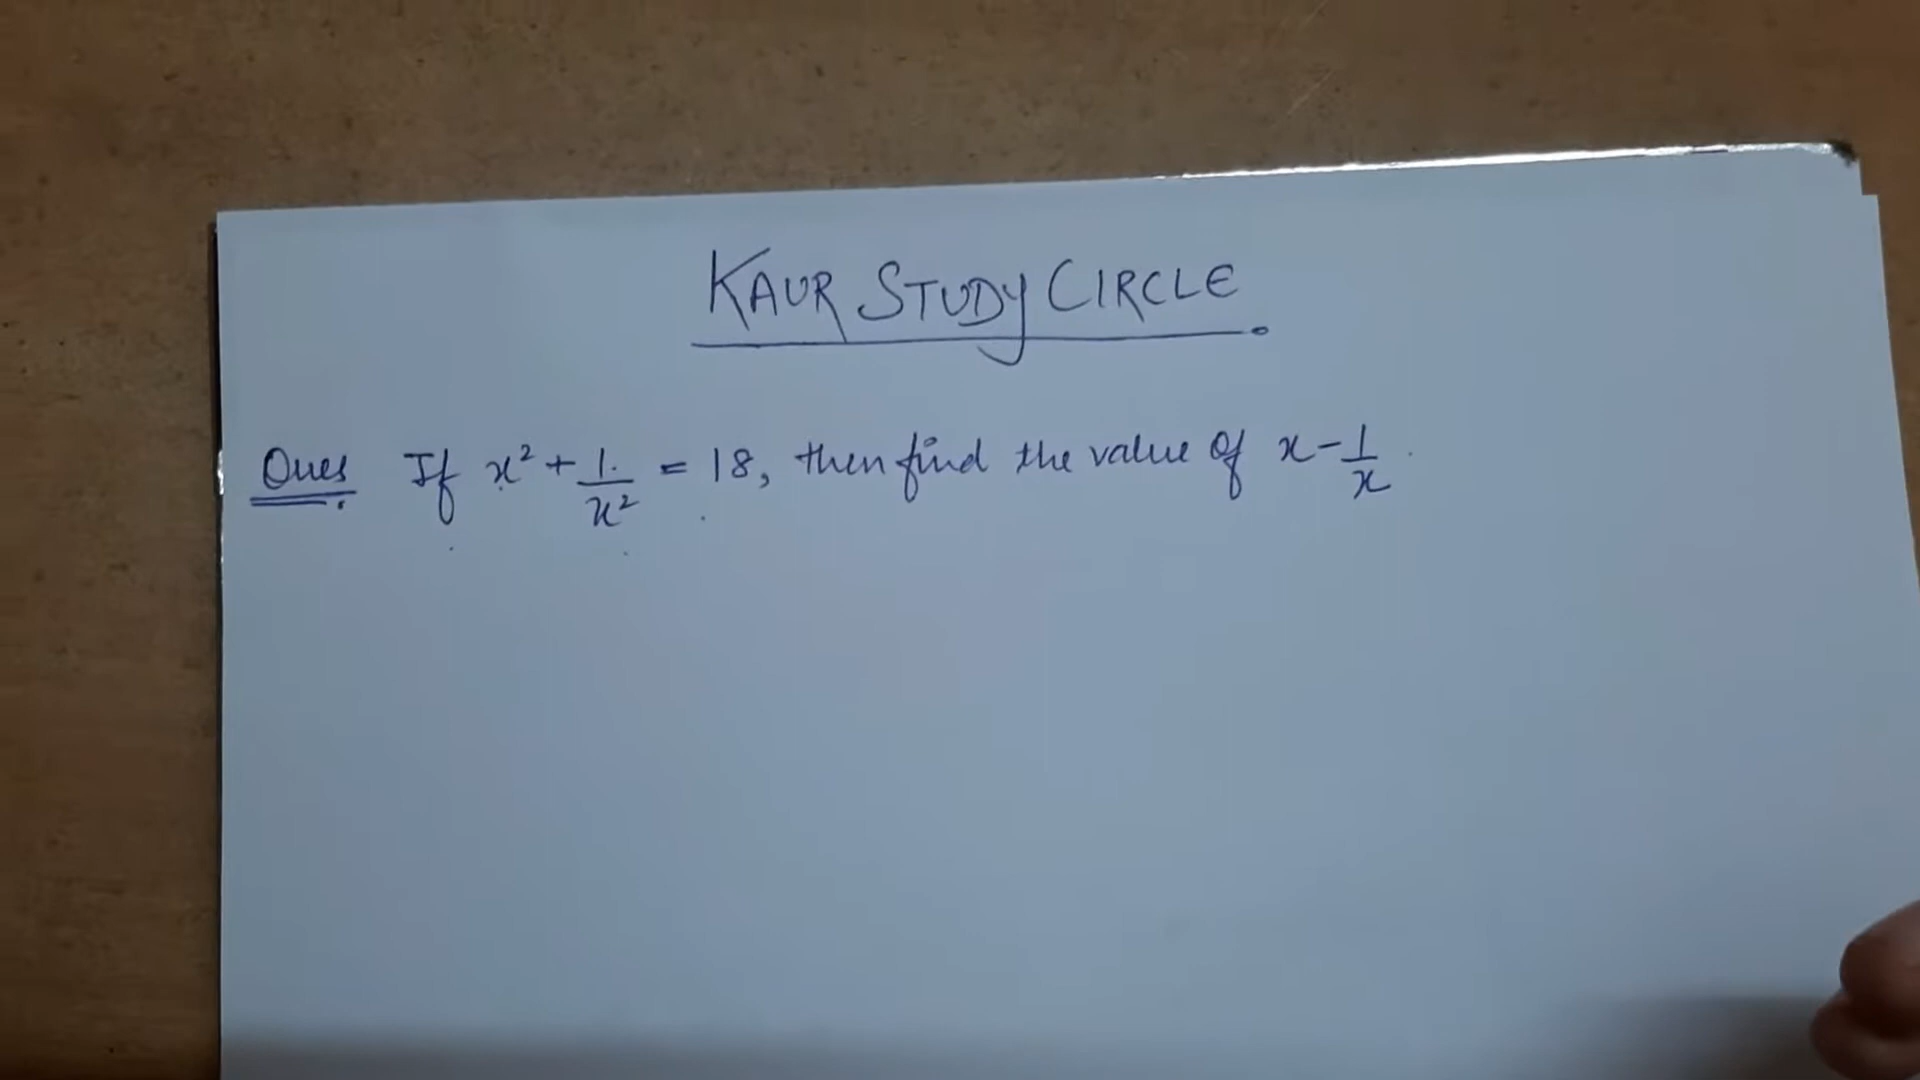 KAUR STUDY CIRCLE.
Ques. If x² + 1/x² = 18, then find the value of x - 1/x.